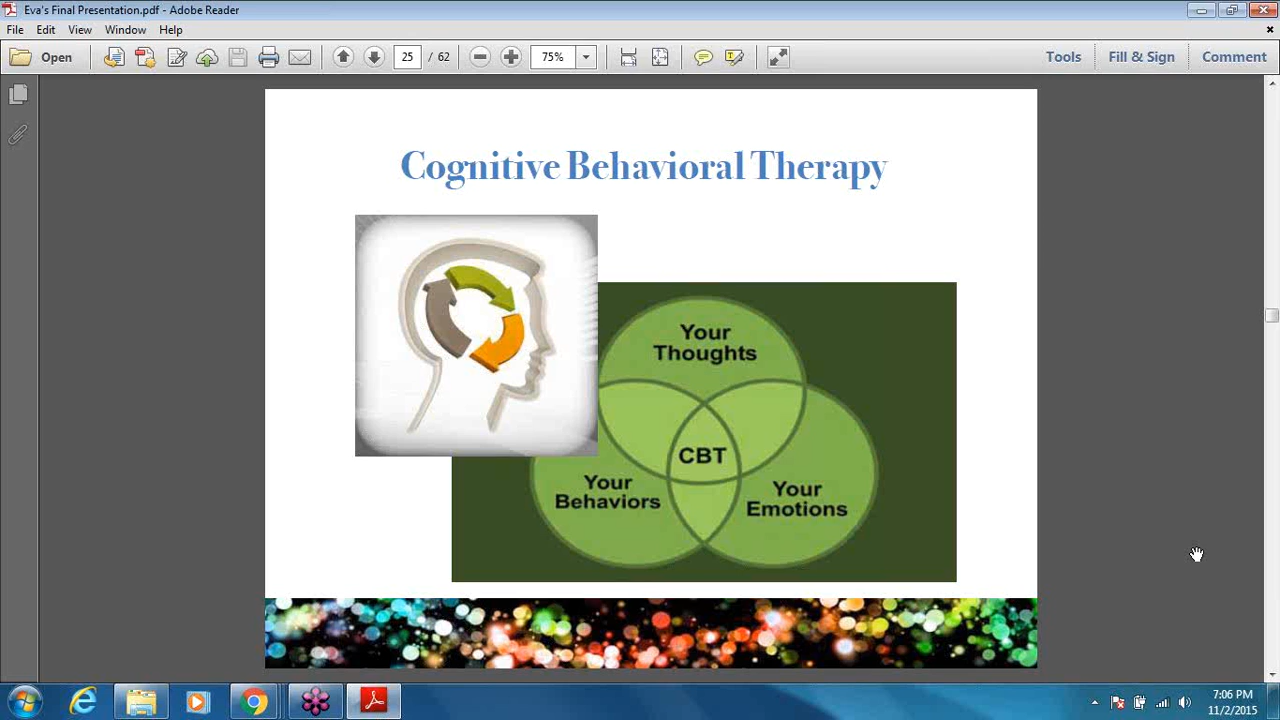 Eva's Final Presentation.pdf - Adobe Reader
File Edit View Window Help
Open 25 / 62 75% Tools Fill & Sign Comment
Cognitive Behavioral Therapy
Your
Thoughts
CBT
Your
Behaviors
Your
Emotions
7:06 PM
11/2/2015